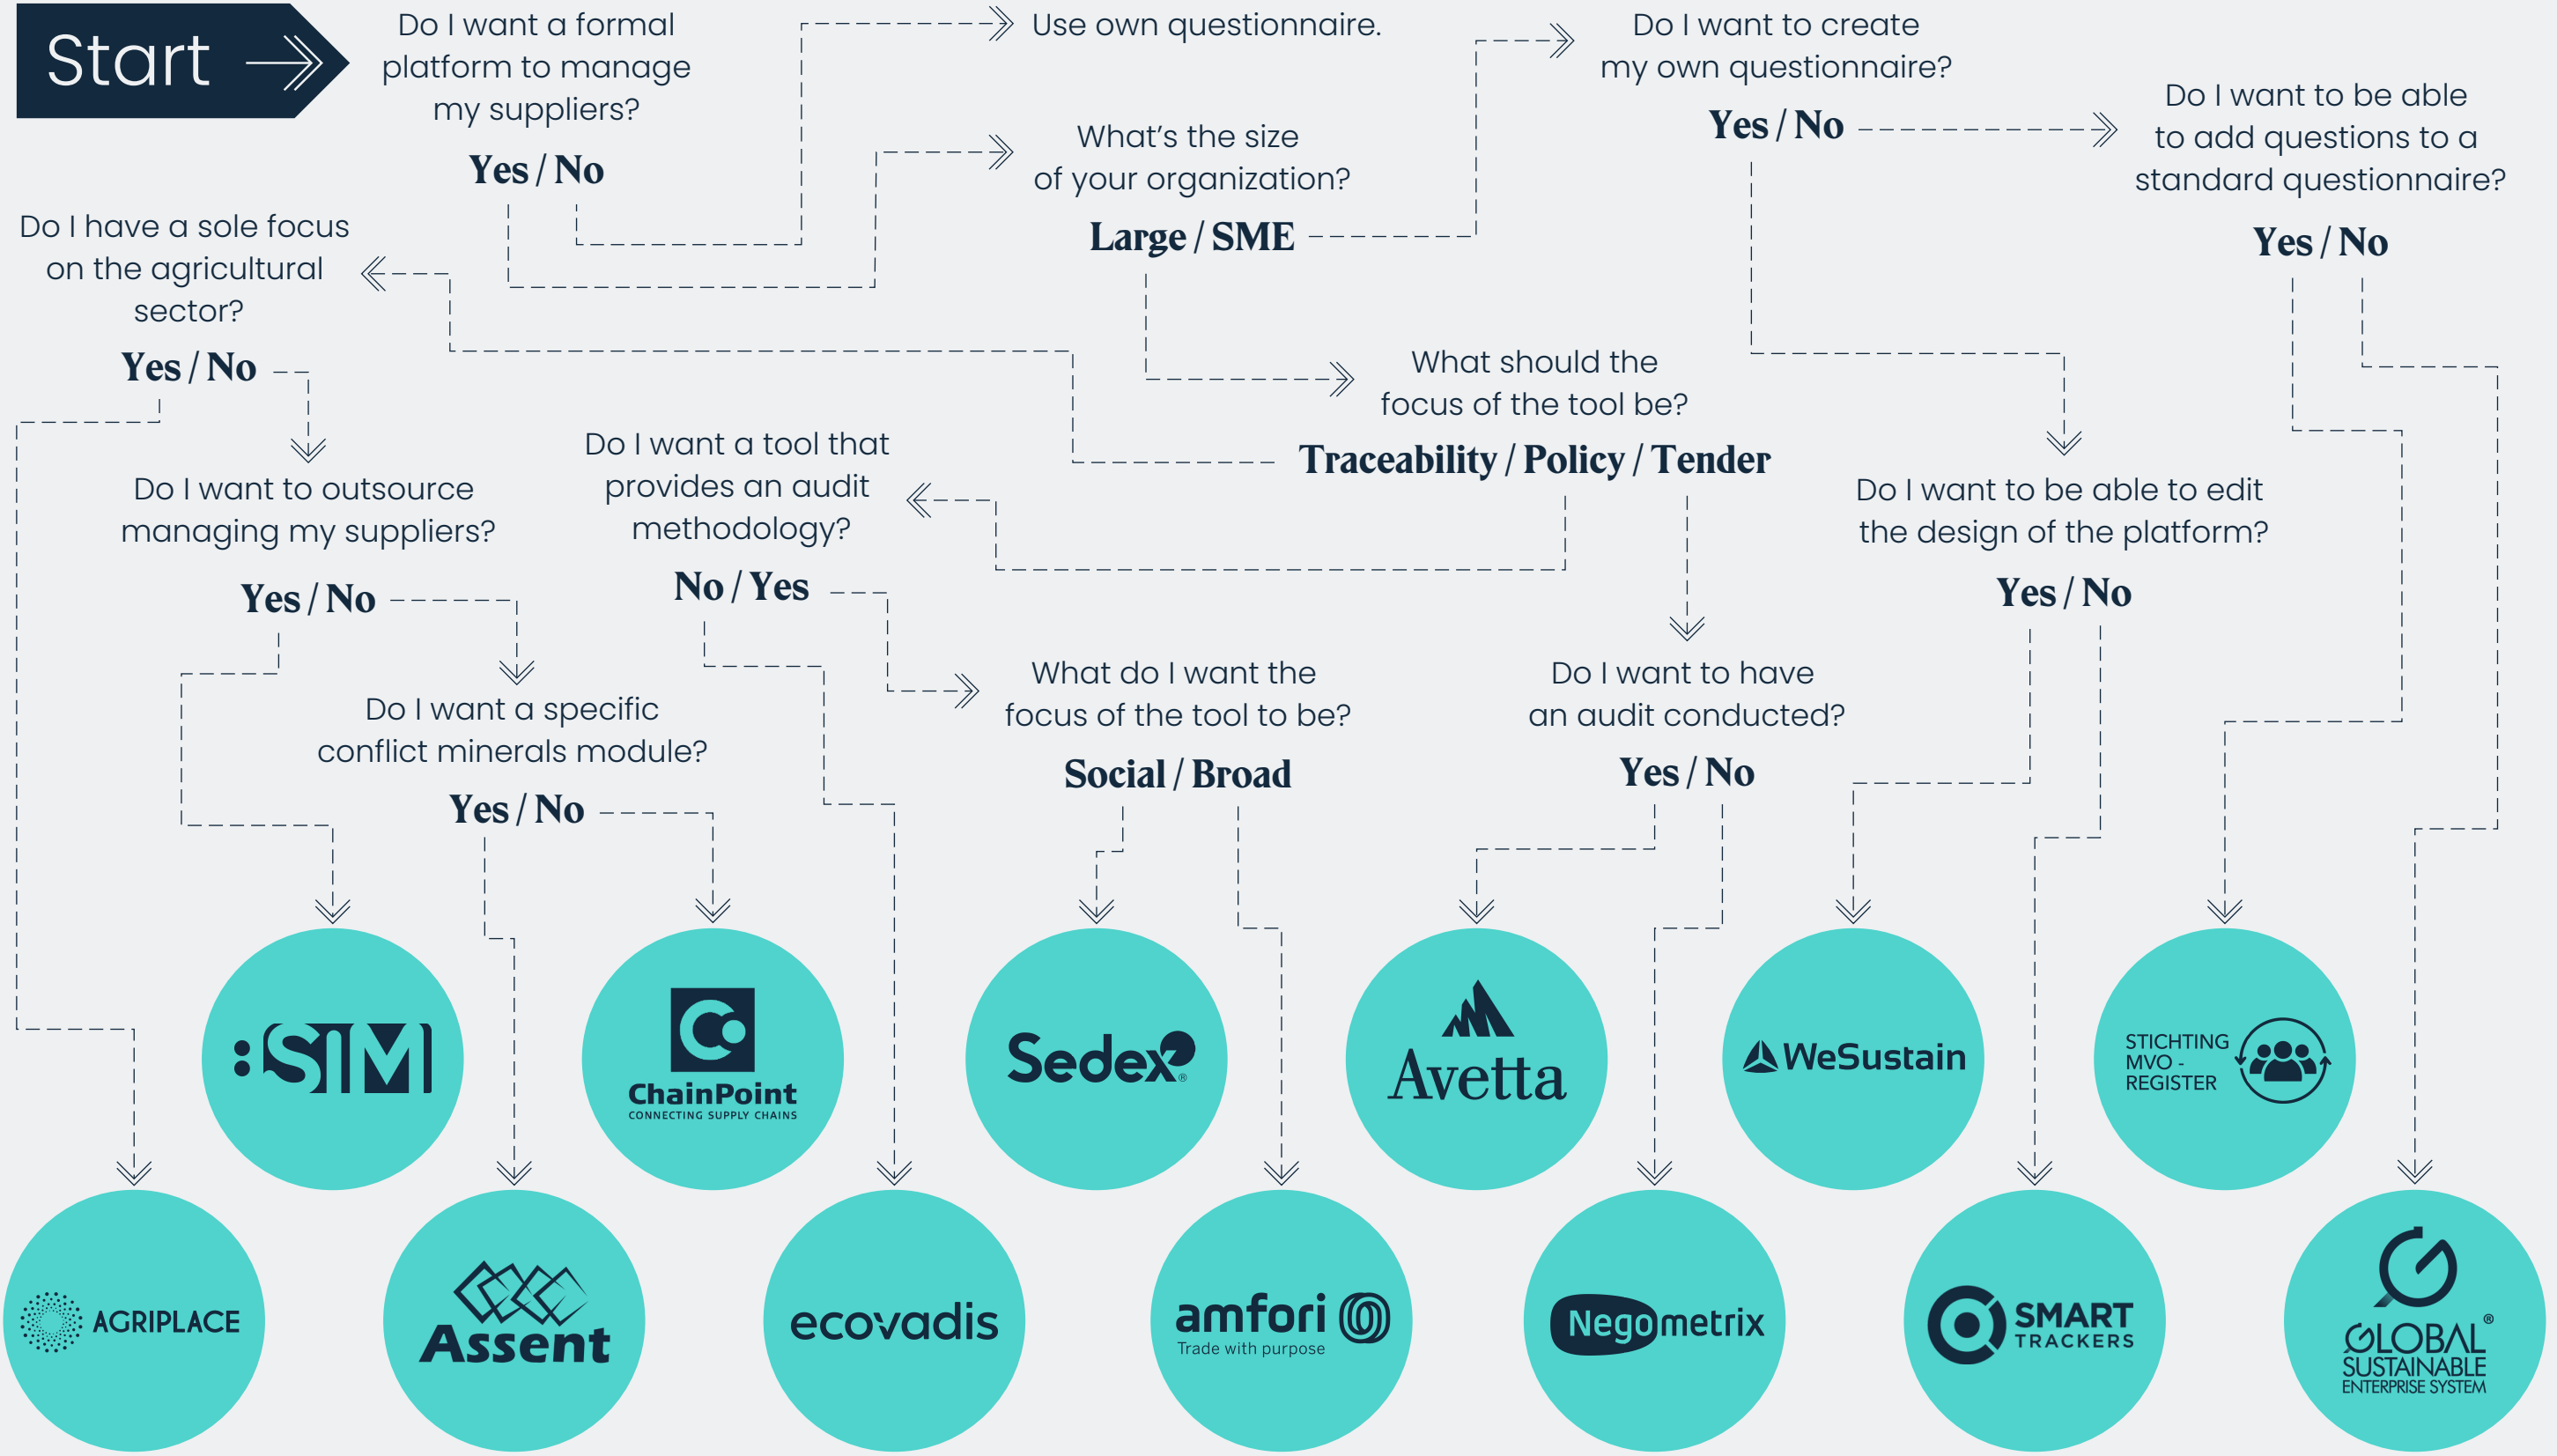 Start
Do I want a formal
platform to manage
my suppliers?
Yes / No
Use own questionnaire.
What’s the size
of your organization?
Large / SME
Do I want to create
my own questionnaire?
Yes / No
Do I want to be able
to add questions to a
standard questionnaire?
Yes / No
Do I have a sole focus
on the agricultural
sector?
Yes / No
What should the
focus of the tool be?
Traceability / Policy / Tender
Do I want to outsource
managing my suppliers?
Yes / No
Do I want a tool that
provides an audit
methodology?
No / Yes
Do I want to be able to edit
the design of the platform?
Yes / No
Do I want a specific
conflict minerals module?
Yes / No
What do I want the
focus of the tool to be?
Social / Broad
Do I want to have
an audit conducted?
Yes / No
:SIM
ChainPoint
CONNECTING SUPPLY CHAINS
Sedex®
Avetta
WeSustain
STICHTING
MVO -
REGISTER
AGRIPLACE
Assent
ecovadis
amfori
Trade with purpose
Negometrix
SMART
TRACKERS
GLOBAL®
SUSTAINABLE
ENTERPRISE SYSTEM